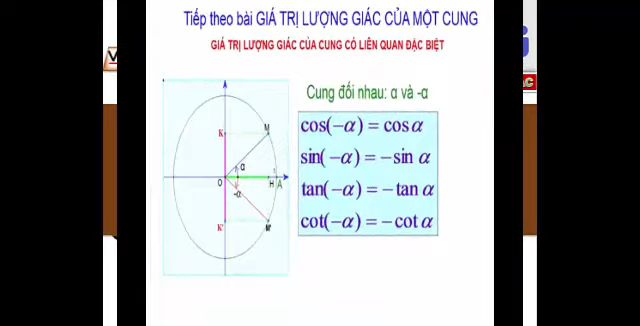 Tiếp theo bài GIÁ TRỊ LƯỢNG GIÁC CỦA MỘT CUNG
GIÁ TRỊ LƯỢNG GIÁC CỦA CUNG CÓ LIÊN QUAN ĐẶC BIỆT
Cung đối nhau: α và -α
cos(-α) = cos α
sin(-α) = -sin α
tan(-α) = -tan α
cot(-α) = -cot α
K M
α
O H A
-α
K' M'